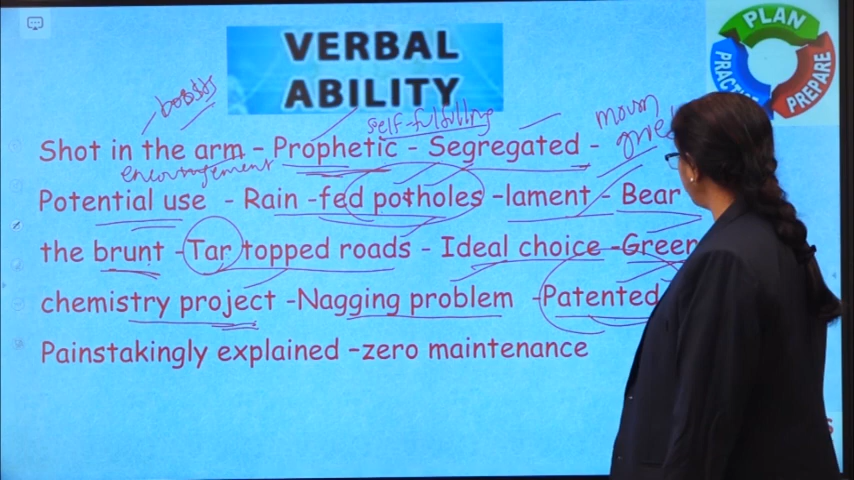 VERBAL
ABILITY
PLAN
PREPARE
boosts
self-fulfilling
mourn
Shot in the arm - Prophetic - Segregated -
encouragement
Potential use - Rain -fed potholes -lament - Bear
the brunt -Tar topped roads - Ideal choice -Green
chemistry project -Nagging problem -Patented
Painstakingly explained -zero maintenance